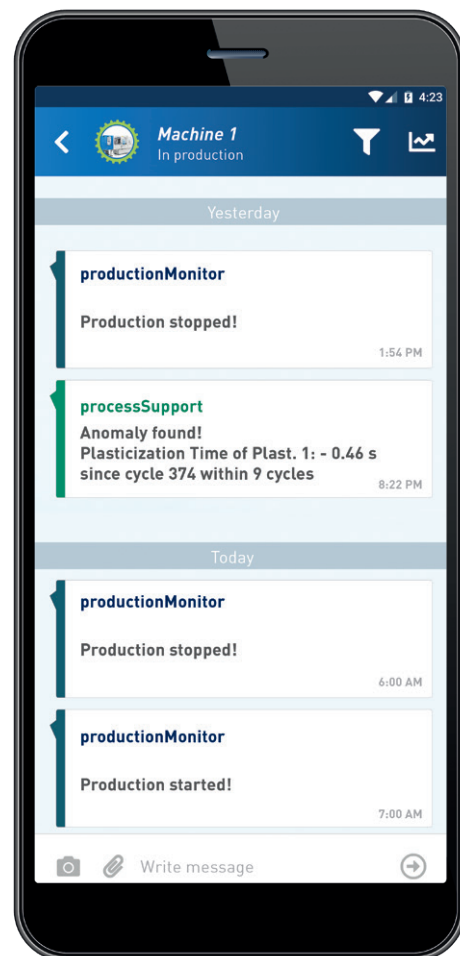 4:23
Machine 1
In production
Yesterday
productionMonitor
Production stopped!
1:54 PM
processSupport
Anomaly found!
Plasticization Time of Plast. 1: - 0.46 s
since cycle 374 within 9 cycles
8:22 PM
Today
productionMonitor
Production stopped!
6:00 AM
productionMonitor
Production started!
7:00 AM
Write message